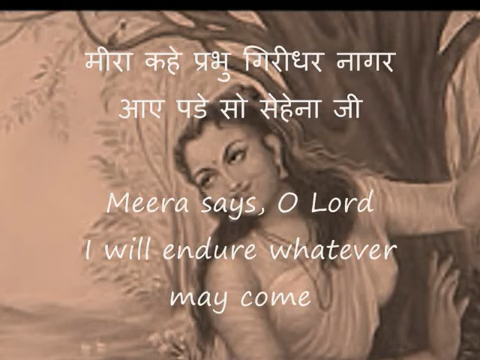 मीरा कहे प्रभु गिरीधर नागर
आए पडे सो सेहेना जी
Meera says, O Lord
I will endure whatever
may come